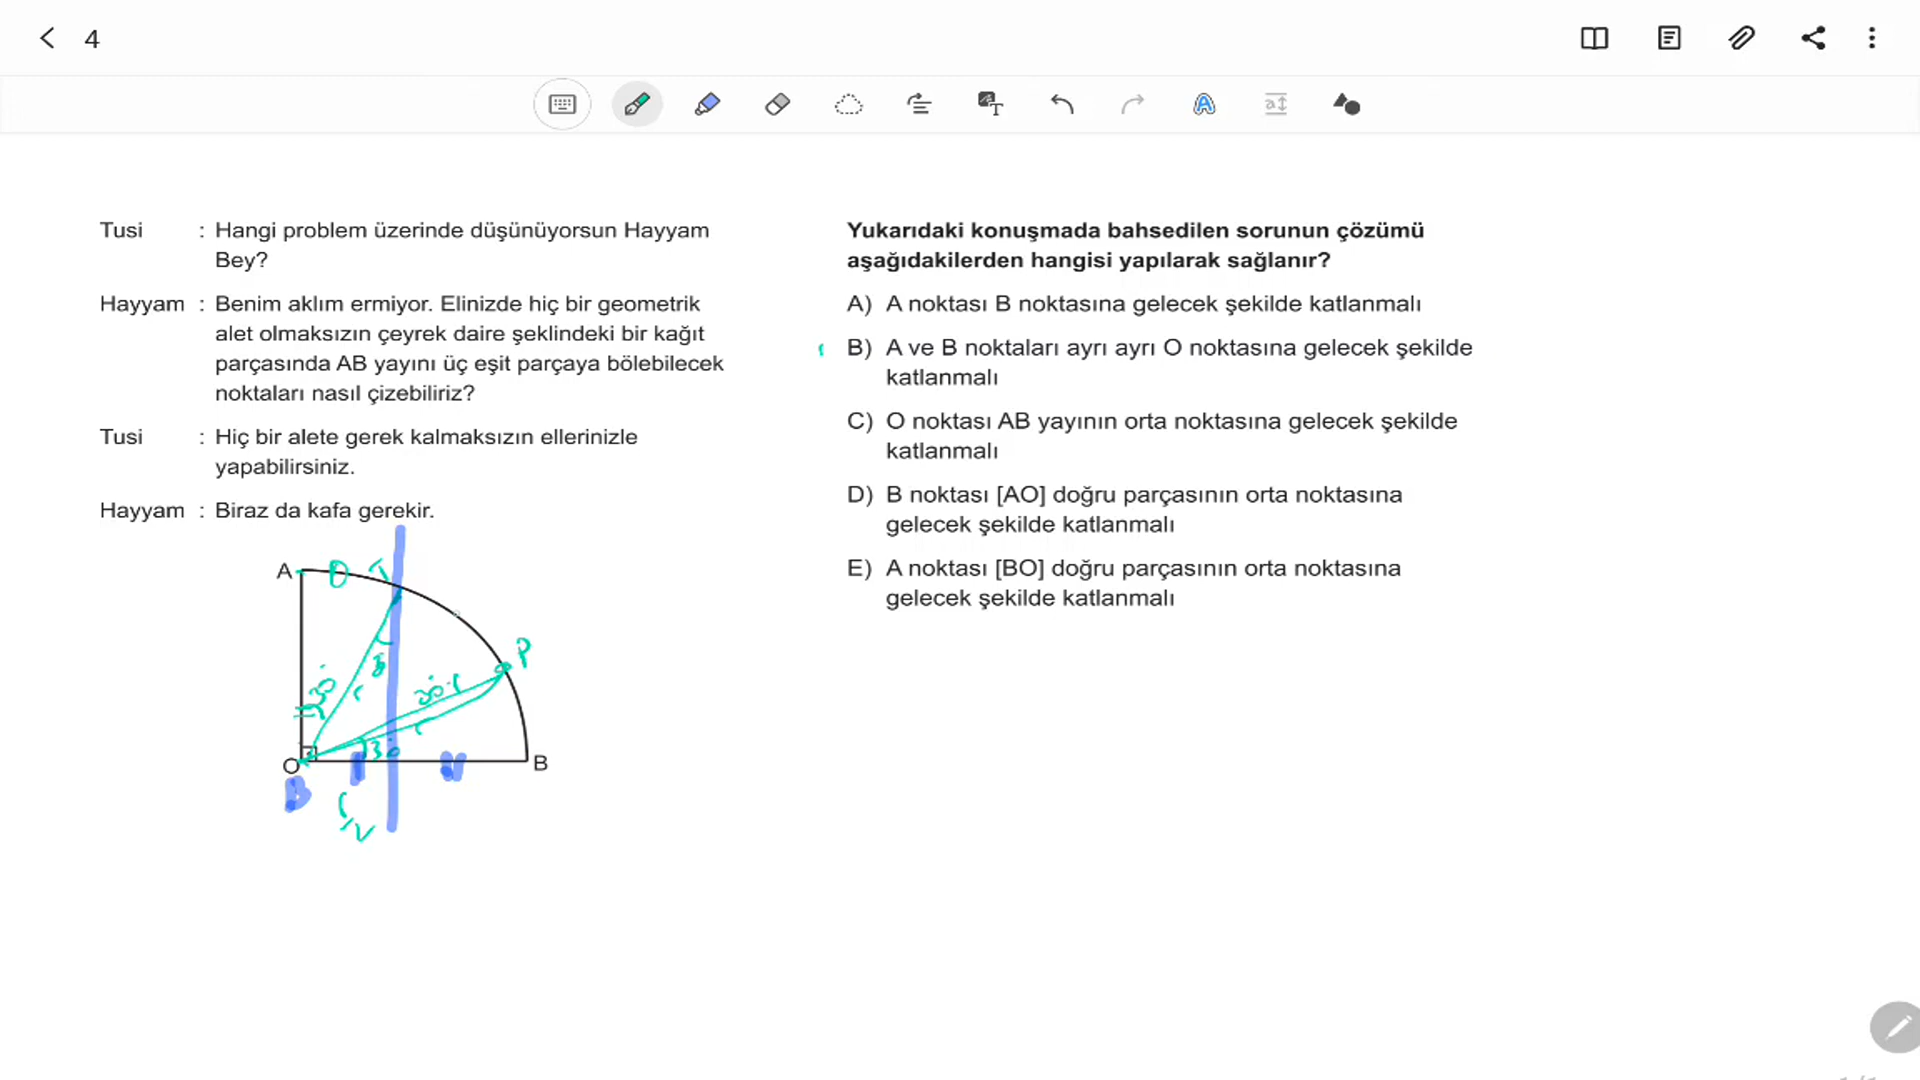 4
Tusi : Hangi problem üzerinde düşünüyorsun Hayyam
Bey?
Hayyam : Benim aklım ermiyor. Elinizde hiç bir geometrik
alet olmaksızın çeyrek daire şeklindeki bir kağıt
parçasında AB yayını üç eşit parçaya bölebilecek
noktaları nasıl çizebiliriz?
Tusi : Hiç bir alete gerek kalmaksızın ellerinizle
yapabilirsiniz.
Hayyam : Biraz da kafa gerekir.
A
T
P
30
30
r
r
30
O
B
B
r/2
Yukarıdaki konuşmada bahsedilen sorunun çözümü
aşağıdakilerden hangisi yapılarak sağlanır?
A) A noktası B noktasına gelecek şekilde katlanmalı
B) A ve B noktaları ayrı ayrı O noktasına gelecek şekilde
katlanmalı
C) O noktası AB yayının orta noktasına gelecek şekilde
katlanmalı
D) B noktası [AO] doğru parçasının orta noktasına
gelecek şekilde katlanmalı
E) A noktası [BO] doğru parçasının orta noktasına
gelecek şekilde katlanmalı